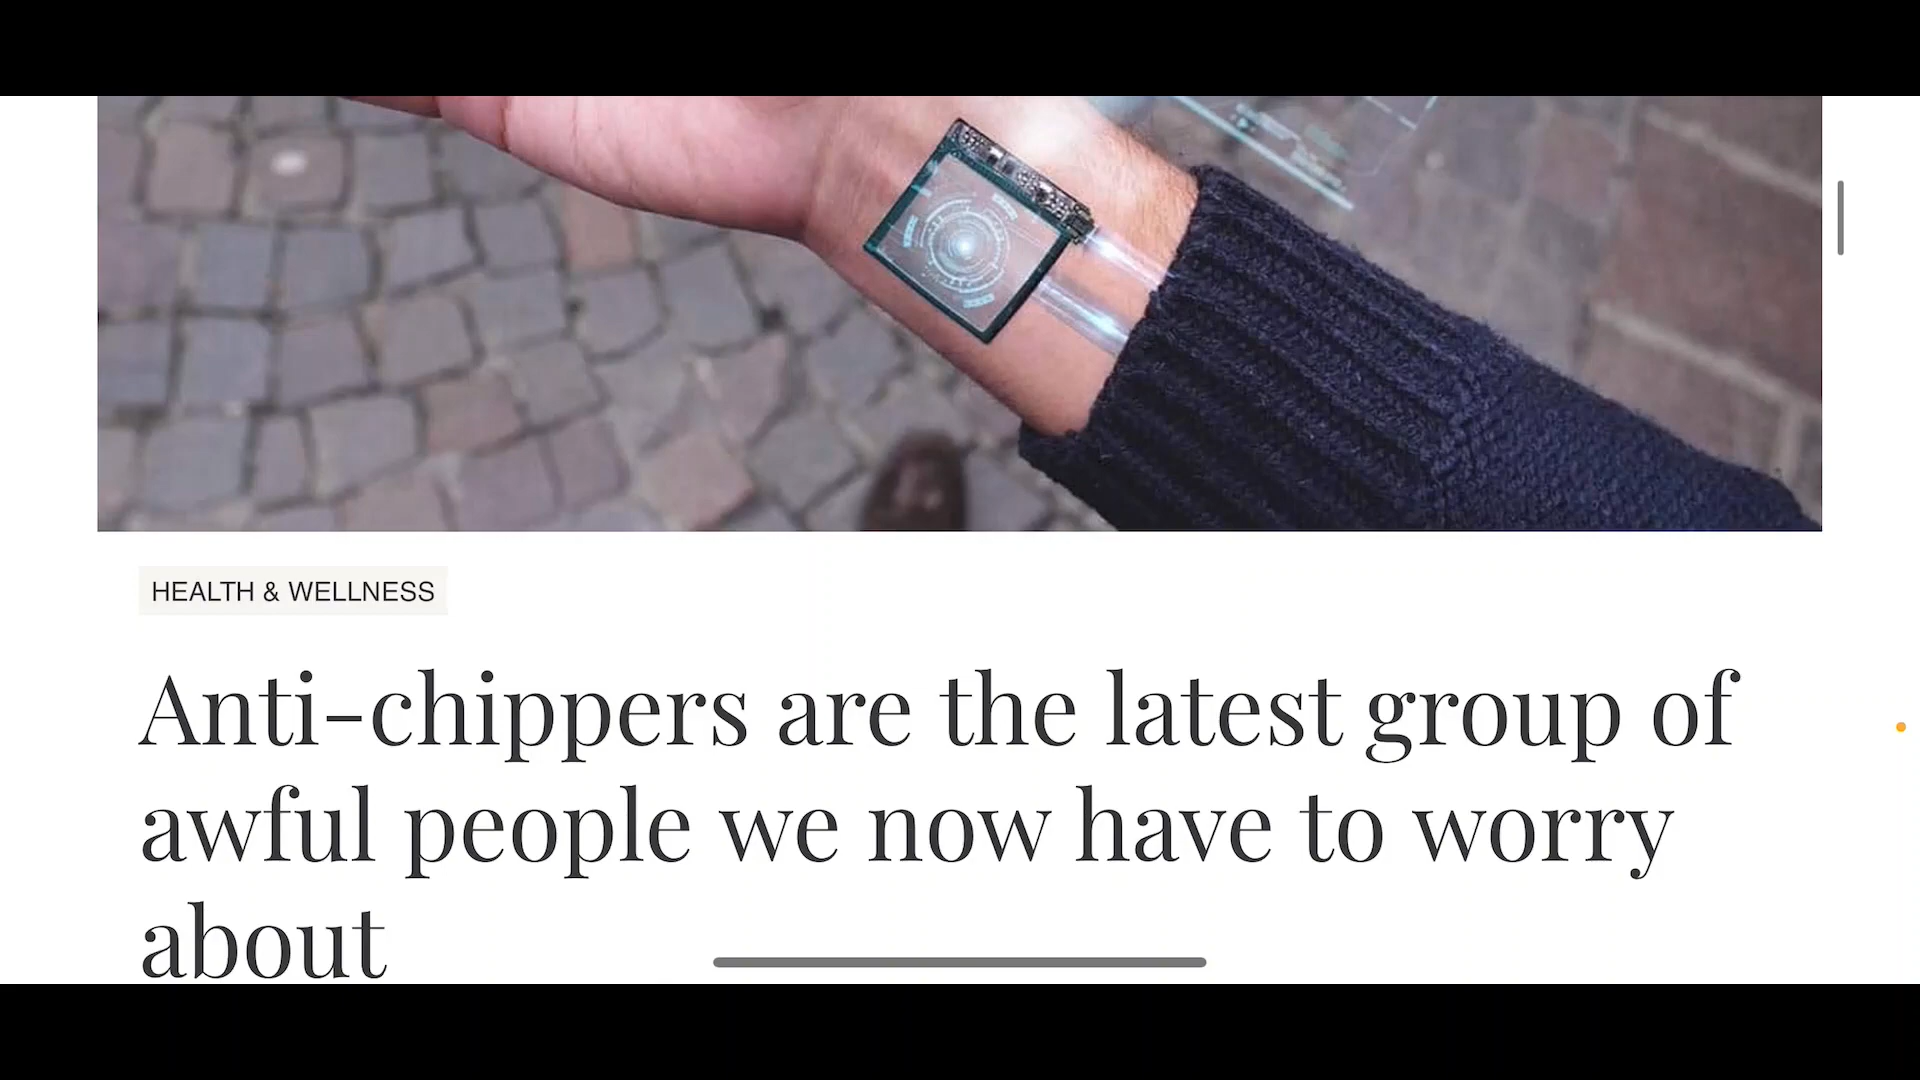 HEALTH & WELLNESS
Anti-chippers are the latest group of
awful people we now have to worry
about